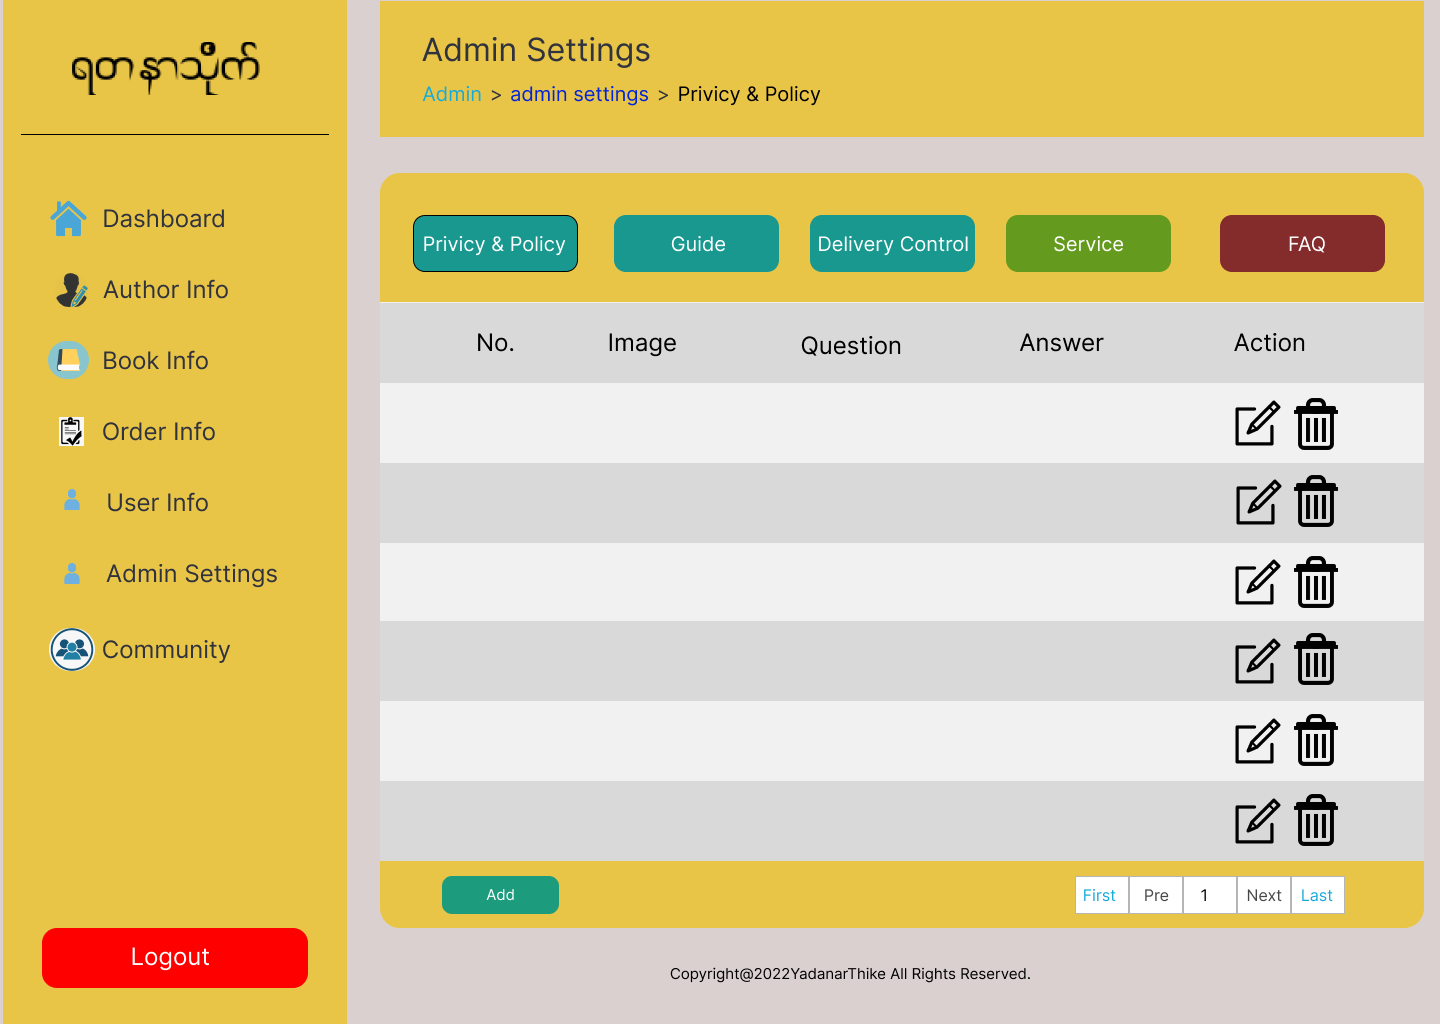 ရတနာသိုက်
Dashboard
Author Info
Book Info
Order Info
User Info
Admin Settings
Community
Logout
Admin Settings
Admin > admin settings > Privicy & Policy
Privicy & Policy Guide Delivery Control Service FAQ
No. Image Question Answer Action
Add
First Pre 1 Next Last
Copyright@2022YadanarThike All Rights Reserved.